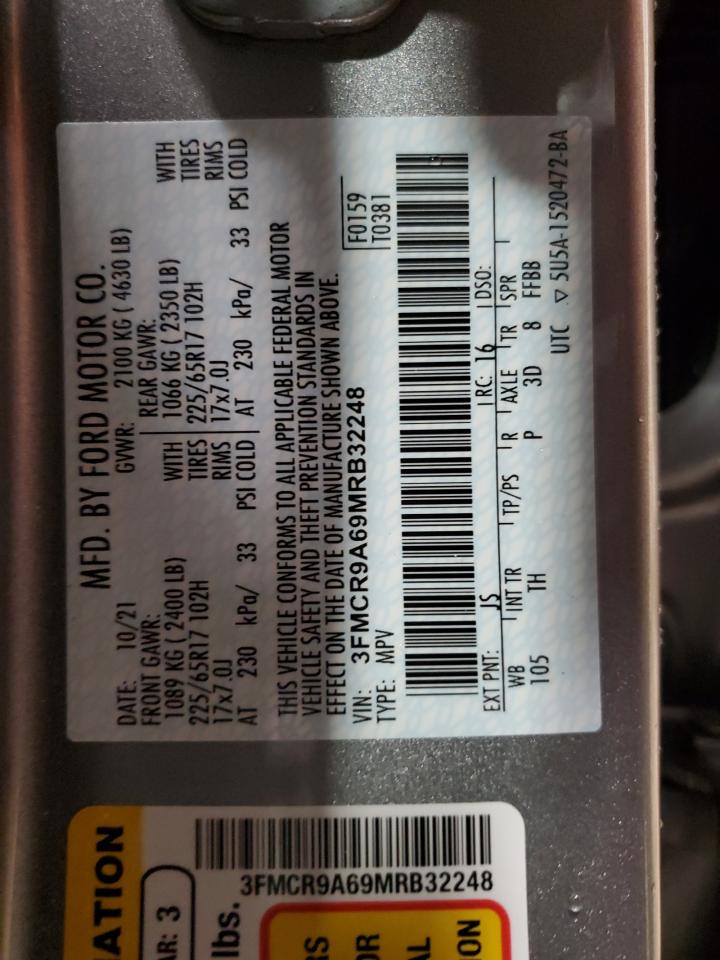 MFD. BY FORD MOTOR CO.
DATE: 10/21 GVWR: 2100 KG ( 4630 LB)
FRONT GAWR: REAR GAWR:
1089 KG (2400 LB) WITH 1066 KG ( 2350 LB) WITH
225/65R17 102H TIRES 225/65R17 102H TIRES
17x7.0J RIMS 17x7.0J RIMS
AT 230 kPa/ 33 PSI COLD AT 230 kPa/ 33 PSI COLD
THIS VEHICLE CONFORMS TO ALL APPLICABLE FEDERAL MOTOR
VEHICLE SAFETY AND THEFT PREVENTION STANDARDS IN
EFFECT ON THE DATE OF MANUFACTURE SHOWN ABOVE.
VIN: 3FMCR9A69MRB32248 F0159
TYPE: MPV T0381
EXT PNT: JS RC: 16 DSO:
WB INT TR TP/PS R AXLE TR SPR
105 TH P 3D 8 FFBB
UTC ▽ 5U5A-1520472-BA
ATION
AR: 3
lbs.
3FMCR9A69MRB32248
RS
OR
AL
ION